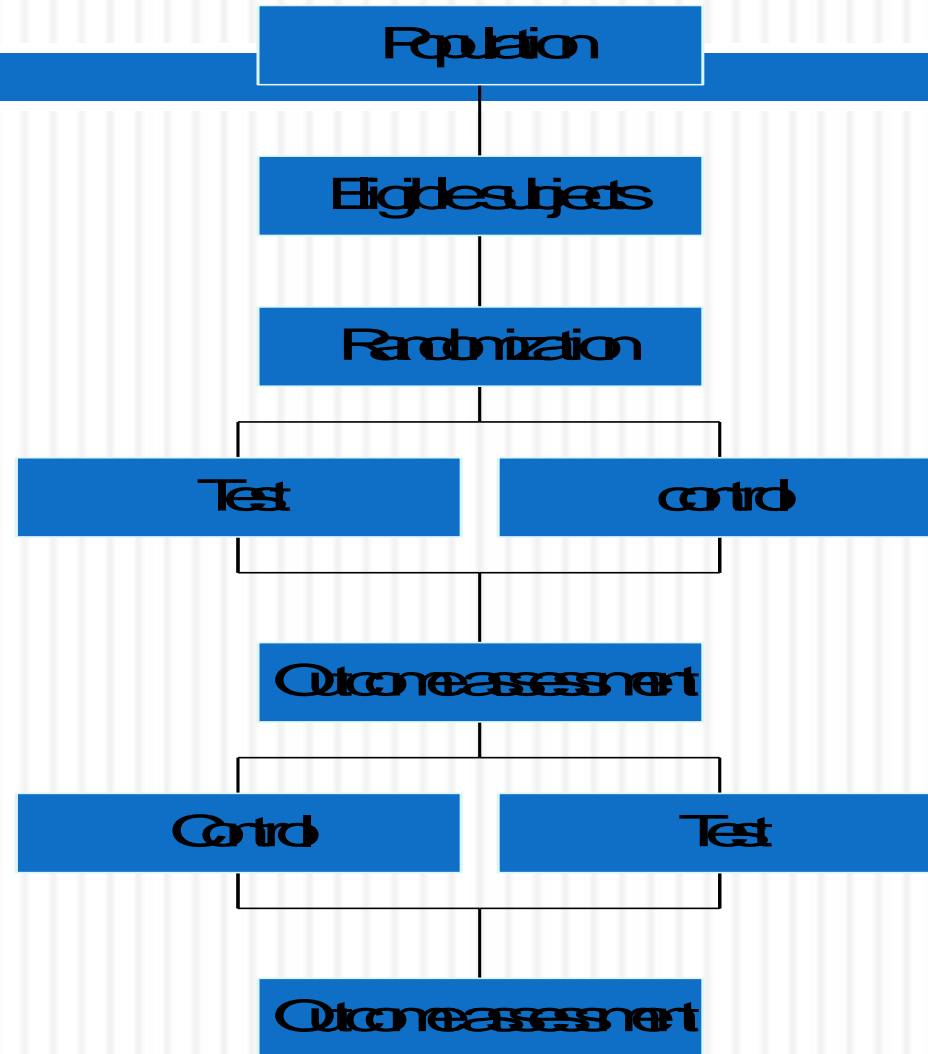 Population
Eligible subjects
Randomization
Test
control
Outcome assessment
Control
Test
Outcome assessment